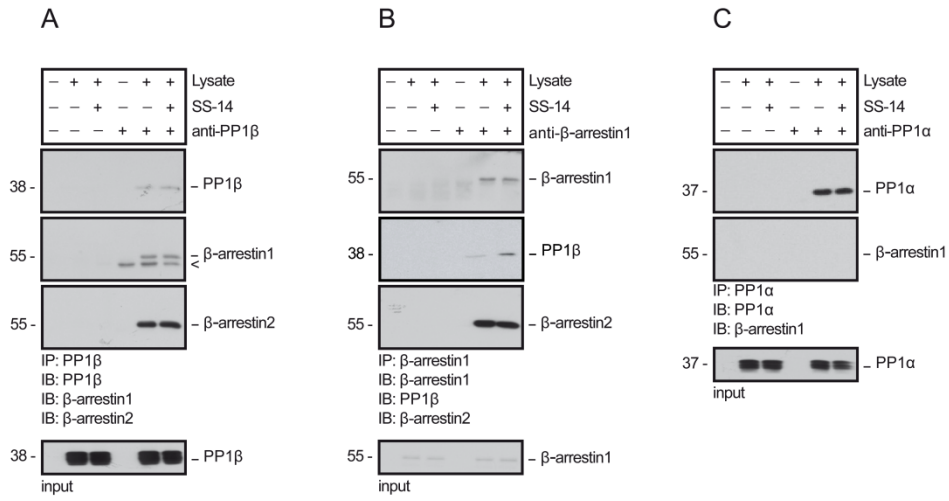 A
– + + – + + Lysate
– – + – – + SS-14
– – – + + + anti-PP1β
38 - – PP1β
55 - – β-arrestin1
<
55 - – β-arrestin2
IP: PP1β
IB: PP1β
IB: β-arrestin1
IB: β-arrestin2
38 - – PP1β
input
B
– + + – + + Lysate
– – + – – + SS-14
– – – + + + anti-β-arrestin1
55 - – β-arrestin1
38 - – PP1β
55 - – β-arrestin2
IP: β-arrestin1
IB: β-arrestin1
IB: PP1β
IB: β-arrestin2
55 - – β-arrestin1
input
C
– + + – + + Lysate
– – + – – + SS-14
– – – + + + anti-PP1α
37 - – PP1α
55 - – β-arrestin1
IP: PP1α
IB: PP1α
IB: β-arrestin1
37 - – PP1α
input